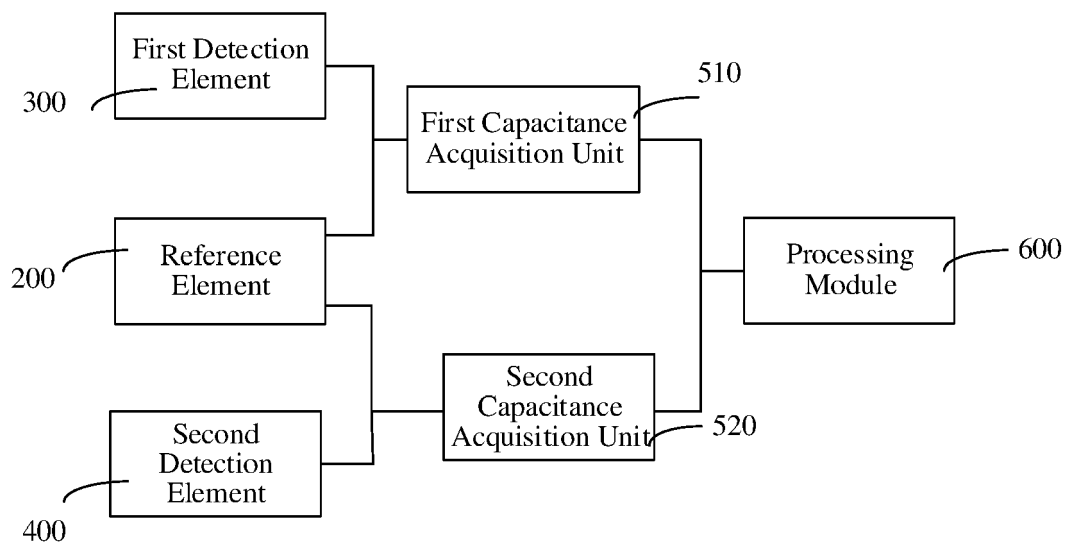 First Detection
Element
300
510
First Capacitance
Acquisition Unit
Reference
Element
200
Processing
Module
600
Second
Capacitance
Acquisition Unit
520
Second
Detection
Element
400